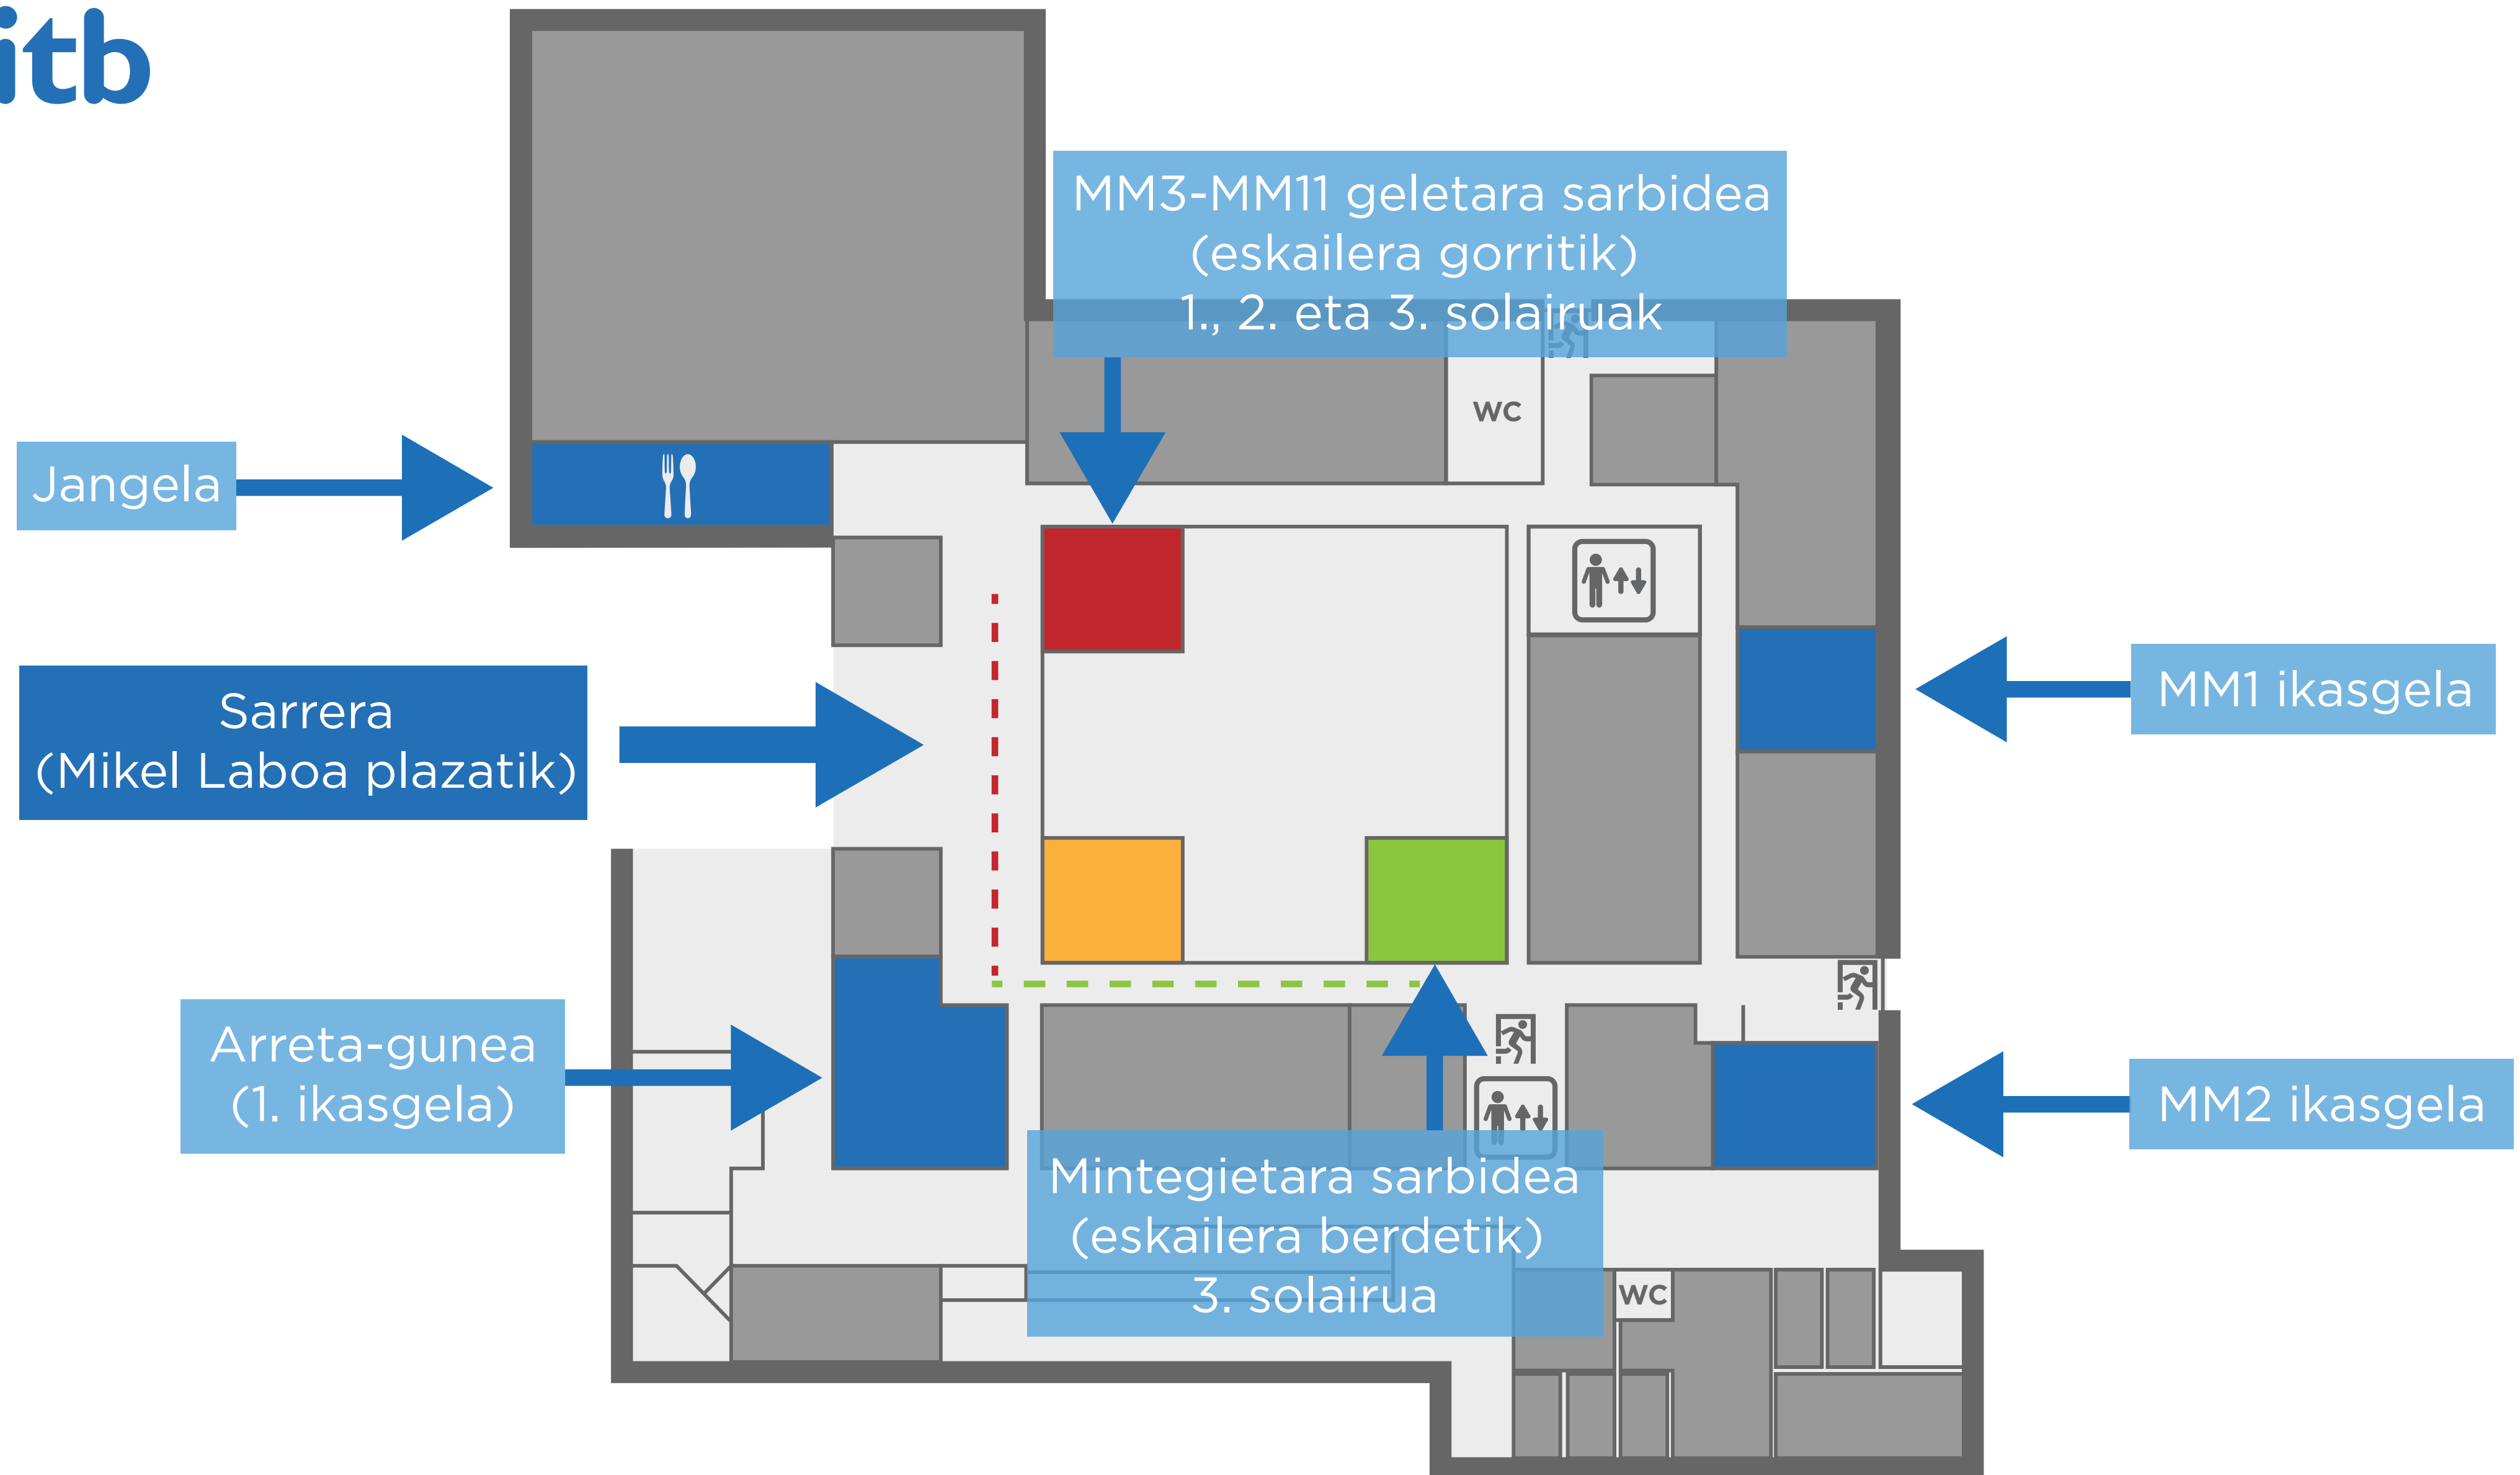 itb
MM3-MM11 geletara sarbidea
(eskailera gorritik)
1., 2. eta 3. solairuak
WC
Jangela
Sarrera
(Mikel Laboa plazatik)
MM1 ikasgela
Arreta-gunea
(1. ikasgela)
MM2 ikasgela
Mintegietara sarbidea
(eskailera berdetik)
3. solairua
WC